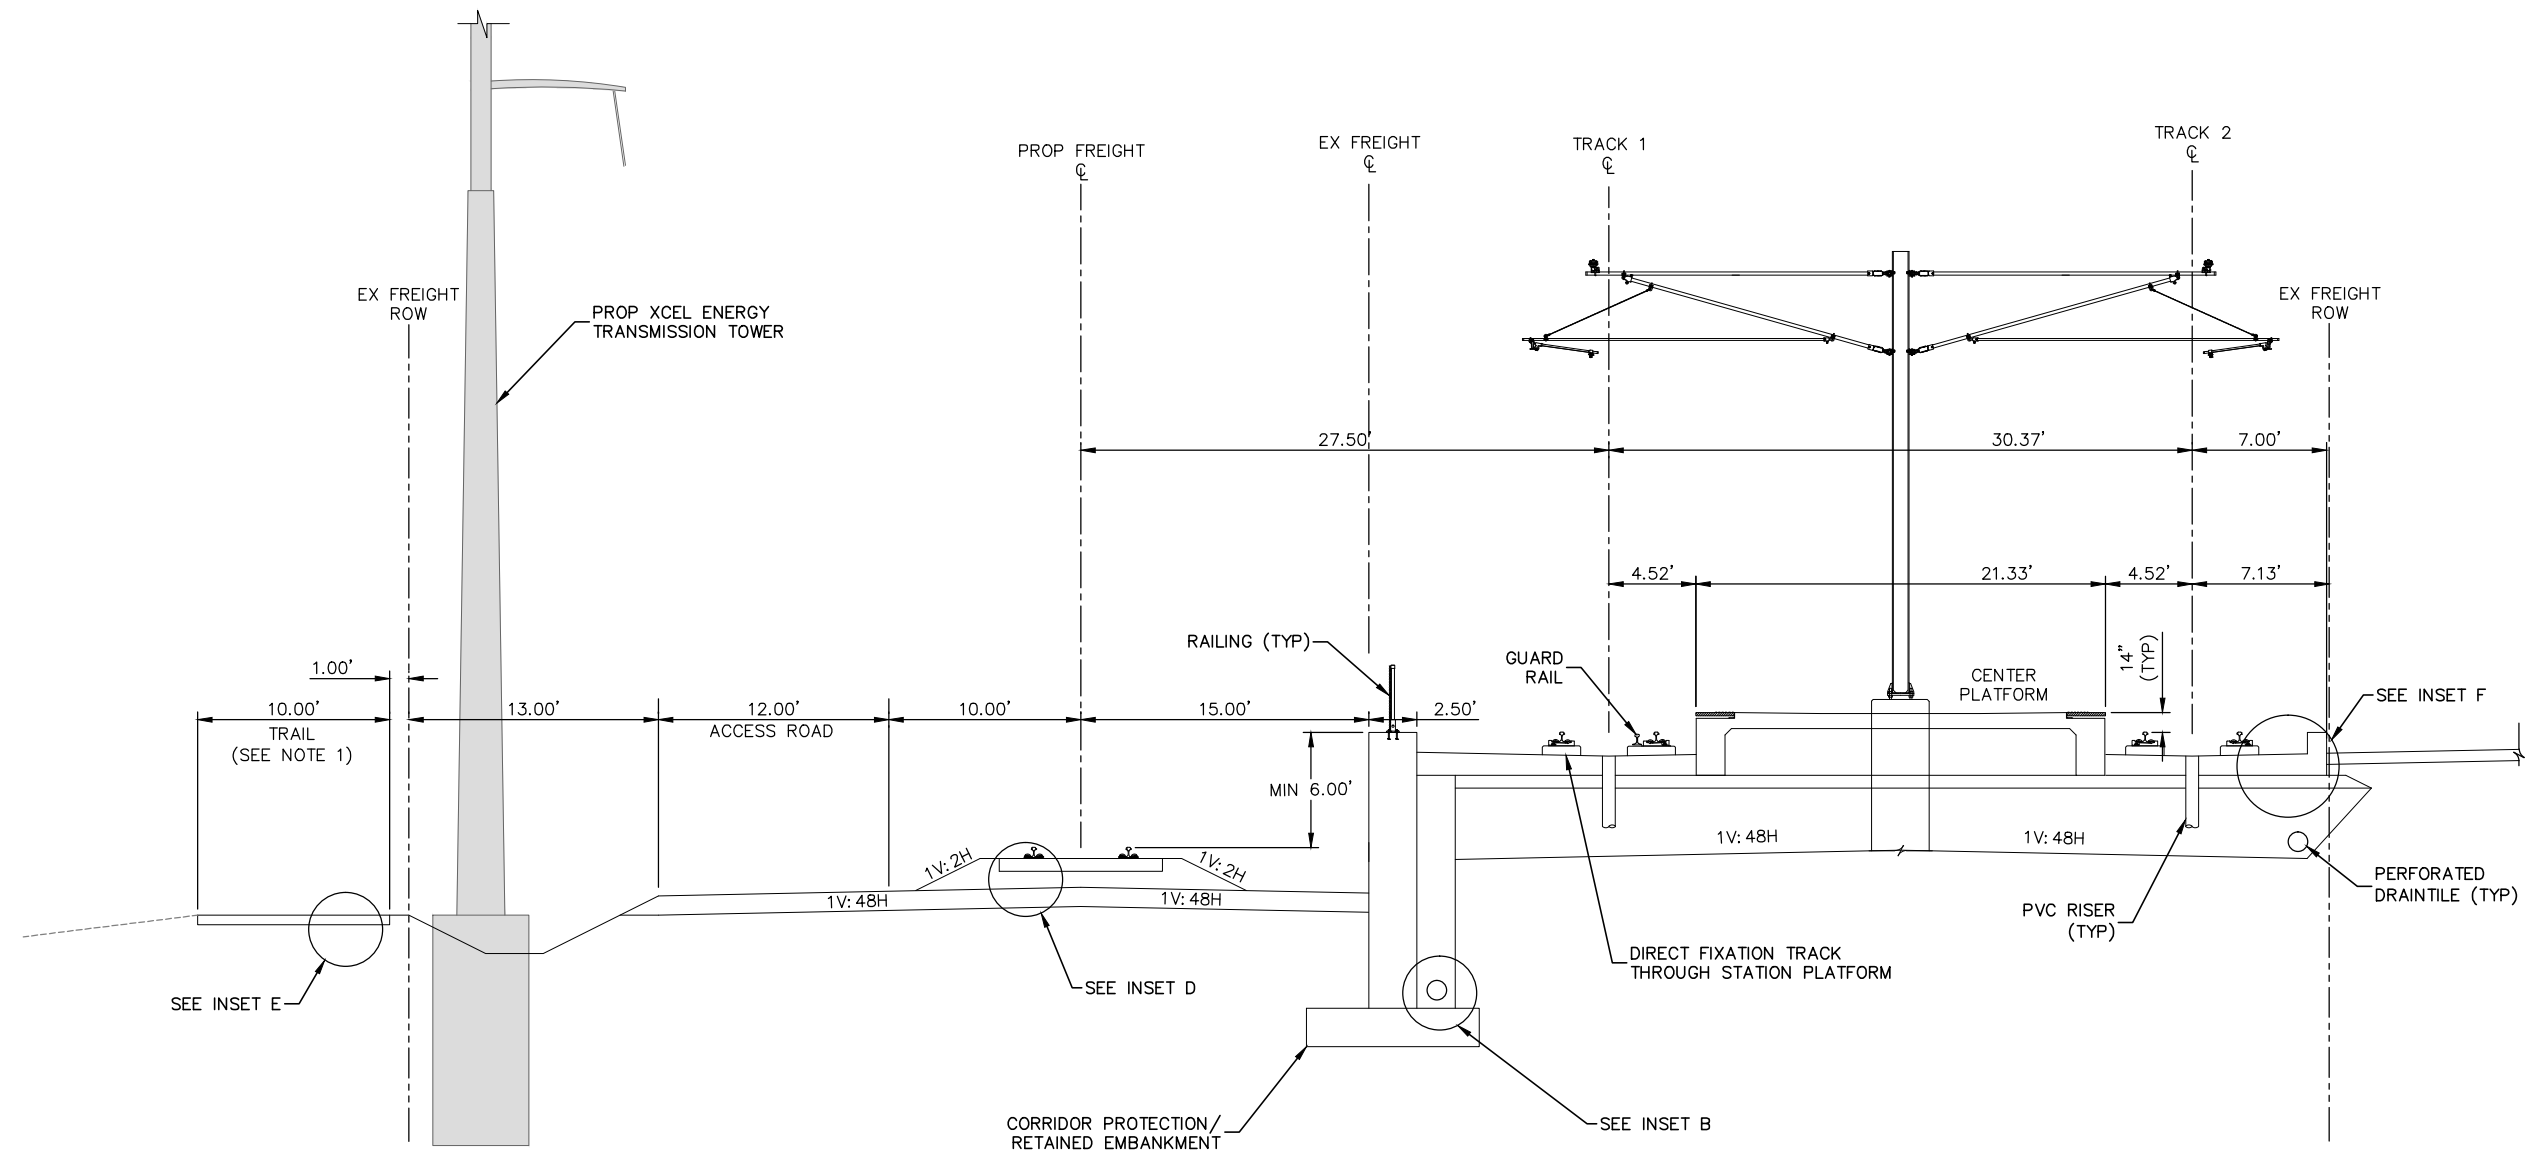 TRACK 2
℄
EX FREIGHT
℄
TRACK 1
℄
PROP FREIGHT
℄
EX FREIGHT
ROW
PROP XCEL ENERGY
TRANSMISSION TOWER
EX FREIGHT
ROW
27.50'
30.37'
7.00'
4.52'
21.33'
4.52'
7.13'
RAILING (TYP)
GUARD
RAIL
CENTER
PLATFORM
14"
(TYP)
SEE INSET F
1.00'
10.00'
TRAIL
(SEE NOTE 1)
13.00'
12.00'
ACCESS ROAD
10.00'
15.00'
2.50'
MIN 6.00'
1V:2H
1V:2H
1V:48H
1V:48H
1V:48H
1V:48H
PERFORATED
DRAINTILE (TYP)
PVC RISER
(TYP)
DIRECT FIXATION TRACK
THROUGH STATION PLATFORM
SEE INSET E
SEE INSET D
CORRIDOR PROTECTION/
RETAINED EMBANKMENT
SEE INSET B